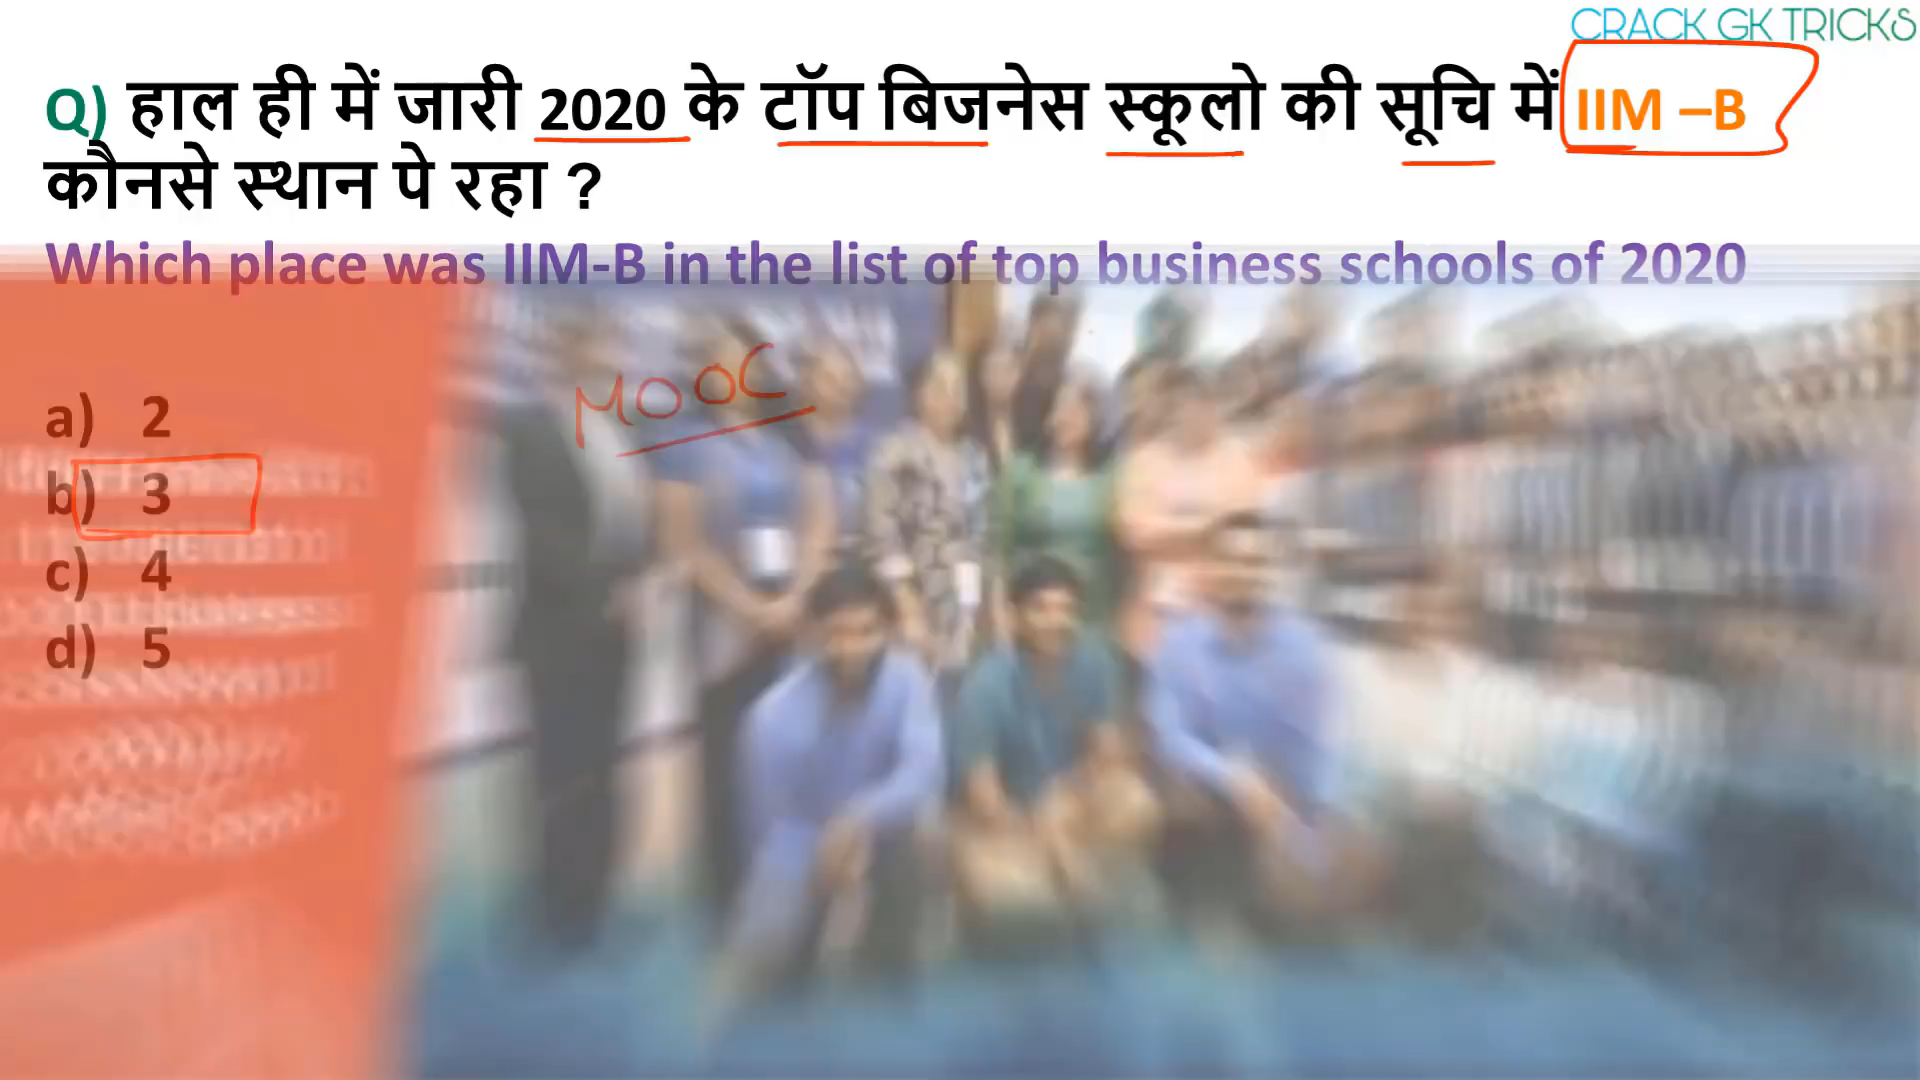 CRACK GK TRICKS
Q) हाल ही में जारी 2020 के टॉप बिजनेस स्कूलो की सूचि में IIM –B
कौनसे स्थान पे रहा ?
Which place was IIM-B in the list of top business schools of 2020
MOOC
a) 2
b) 3
c) 4
d) 5